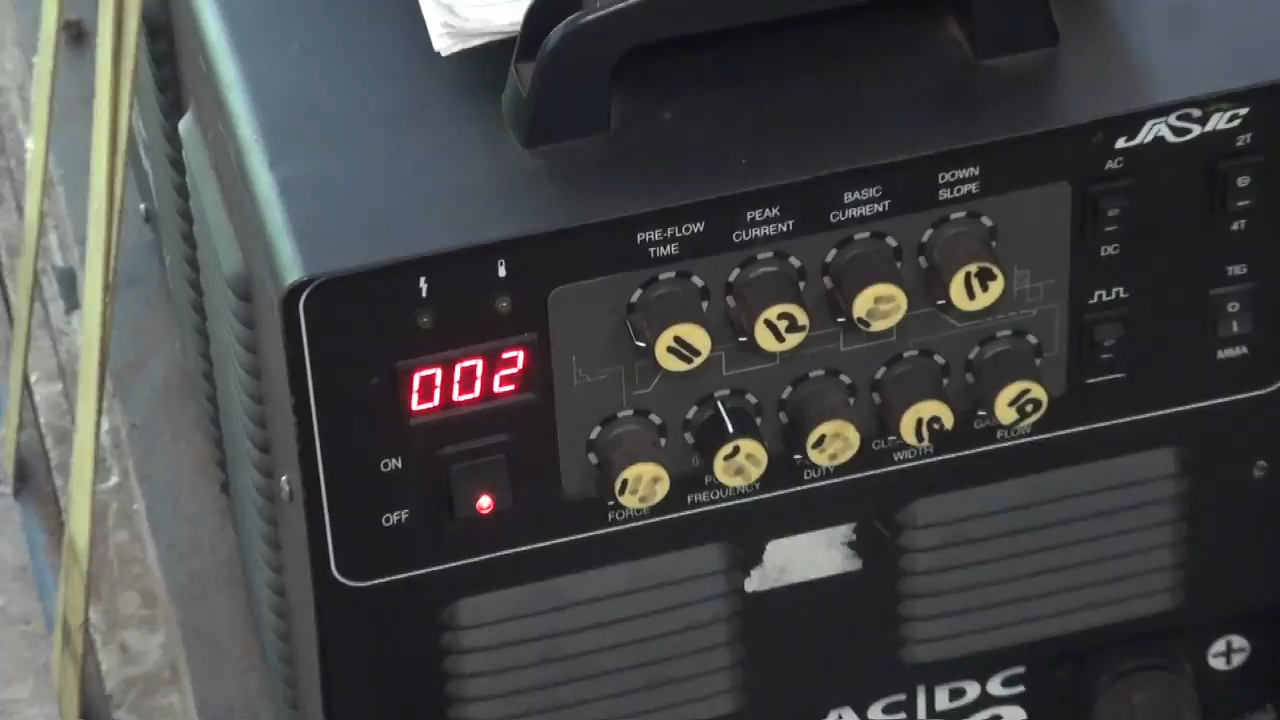 JASIC
PRE-FLOW
TIME
PEAK
CURRENT
BASIC
CURRENT
DOWN
SLOPE
AC
DC
2T
4T
TIG
MMA
11
12
14
002
ON
OFF
FORCE
FREQUENCY
DUTY
WIDTH
FLOW
10
AC|DC